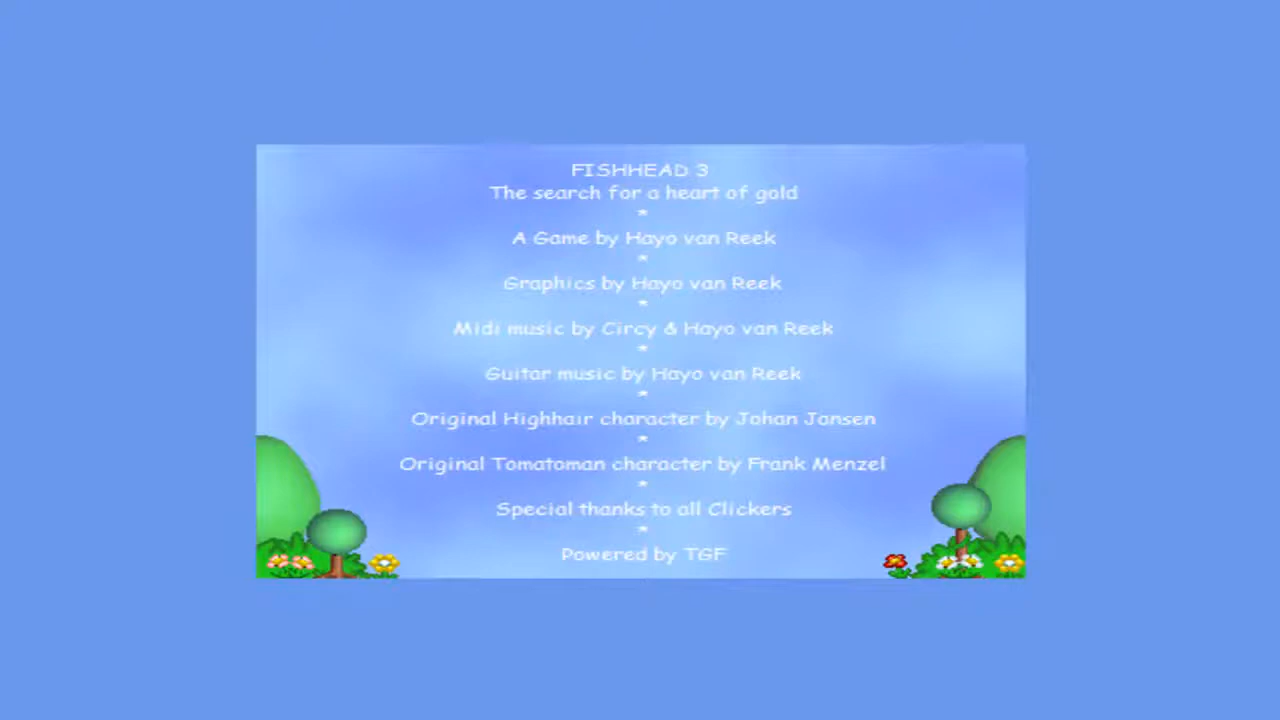 FISHHEAD 3
The search for a heart of gold
*
A Game by Hayo van Reek
*
Graphics by Hayo van Reek
*
Midi music by Circy & Hayo van Reek
*
Guitar music by Hayo van Reek
*
Original Highhair character by Johan Jansen
*
Original Tomatoman character by Frank Menzel
*
Special thanks to all Clickers
*
Powered by TGF